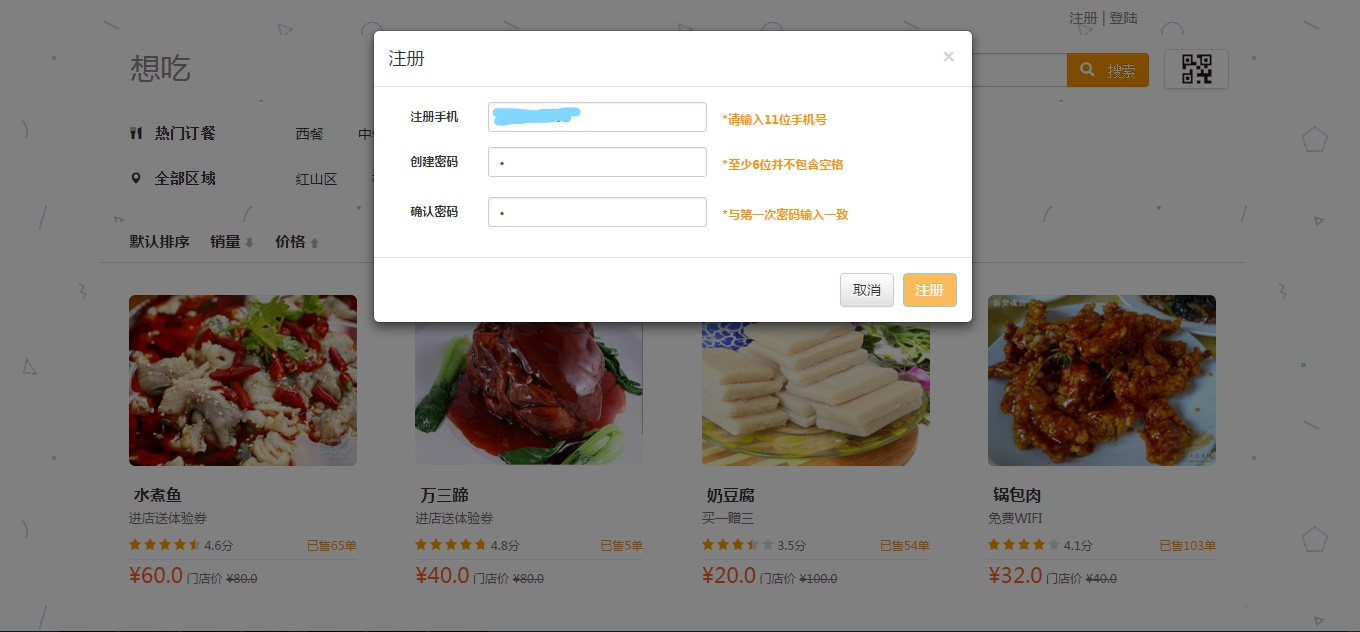 注册 | 登陆
注册
×
想吃
搜索
注册手机
*请输入11位手机号
热门订餐
西餐
创建密码
*至少6位并不包含空格
全部区域
红山区
确认密码
*与第一次密码输入一致
默认排序 销量 价格
取消 注册
水煮鱼
进店送体验券
4.6分 已售65单
¥60.0 门店价 ¥80.0
万三蹄
进店送体验券
4.8分 已售5单
¥40.0 门店价 ¥80.0
奶豆腐
买一赠三
3.5分 已售54单
¥20.0 门店价 ¥100.0
锅包肉
免费WIFI
4.1分 已售103单
¥32.0 门店价 ¥40.0